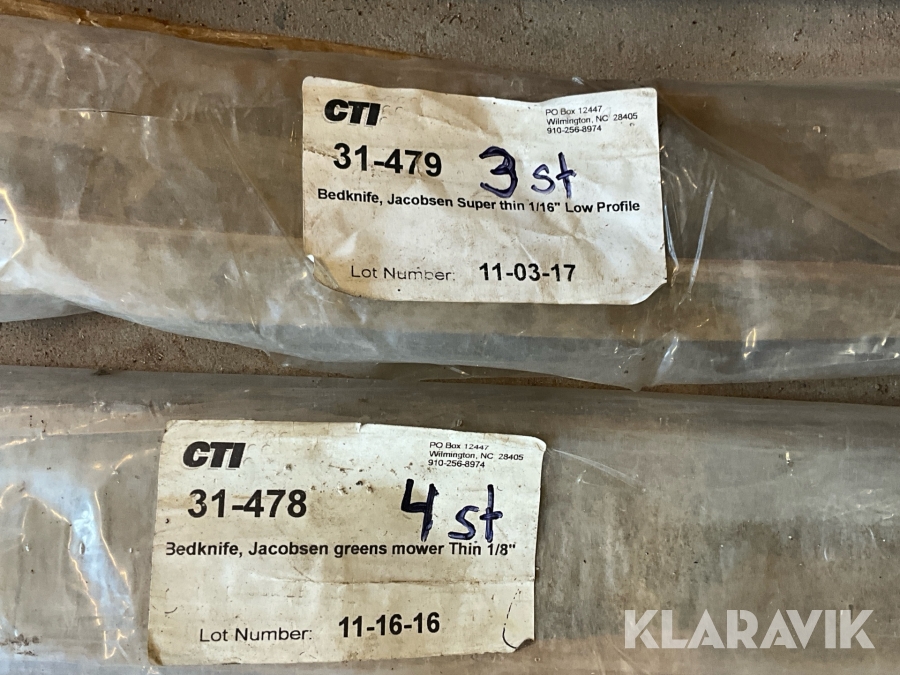 CTI
PO Box 12447
Wilmington, NC 28405
910-256-8974
31-479
3 st
Bedknife, Jacobsen Super thin 1/16" Low Profile
Lot Number: 11-03-17
CTI
PO Box 12447
Wilmington, NC 28405
910-256-8974
31-478
4 st
Bedknife, Jacobsen greens mower Thin 1/8"
Lot Number: 11-16-16
KLARAVIK